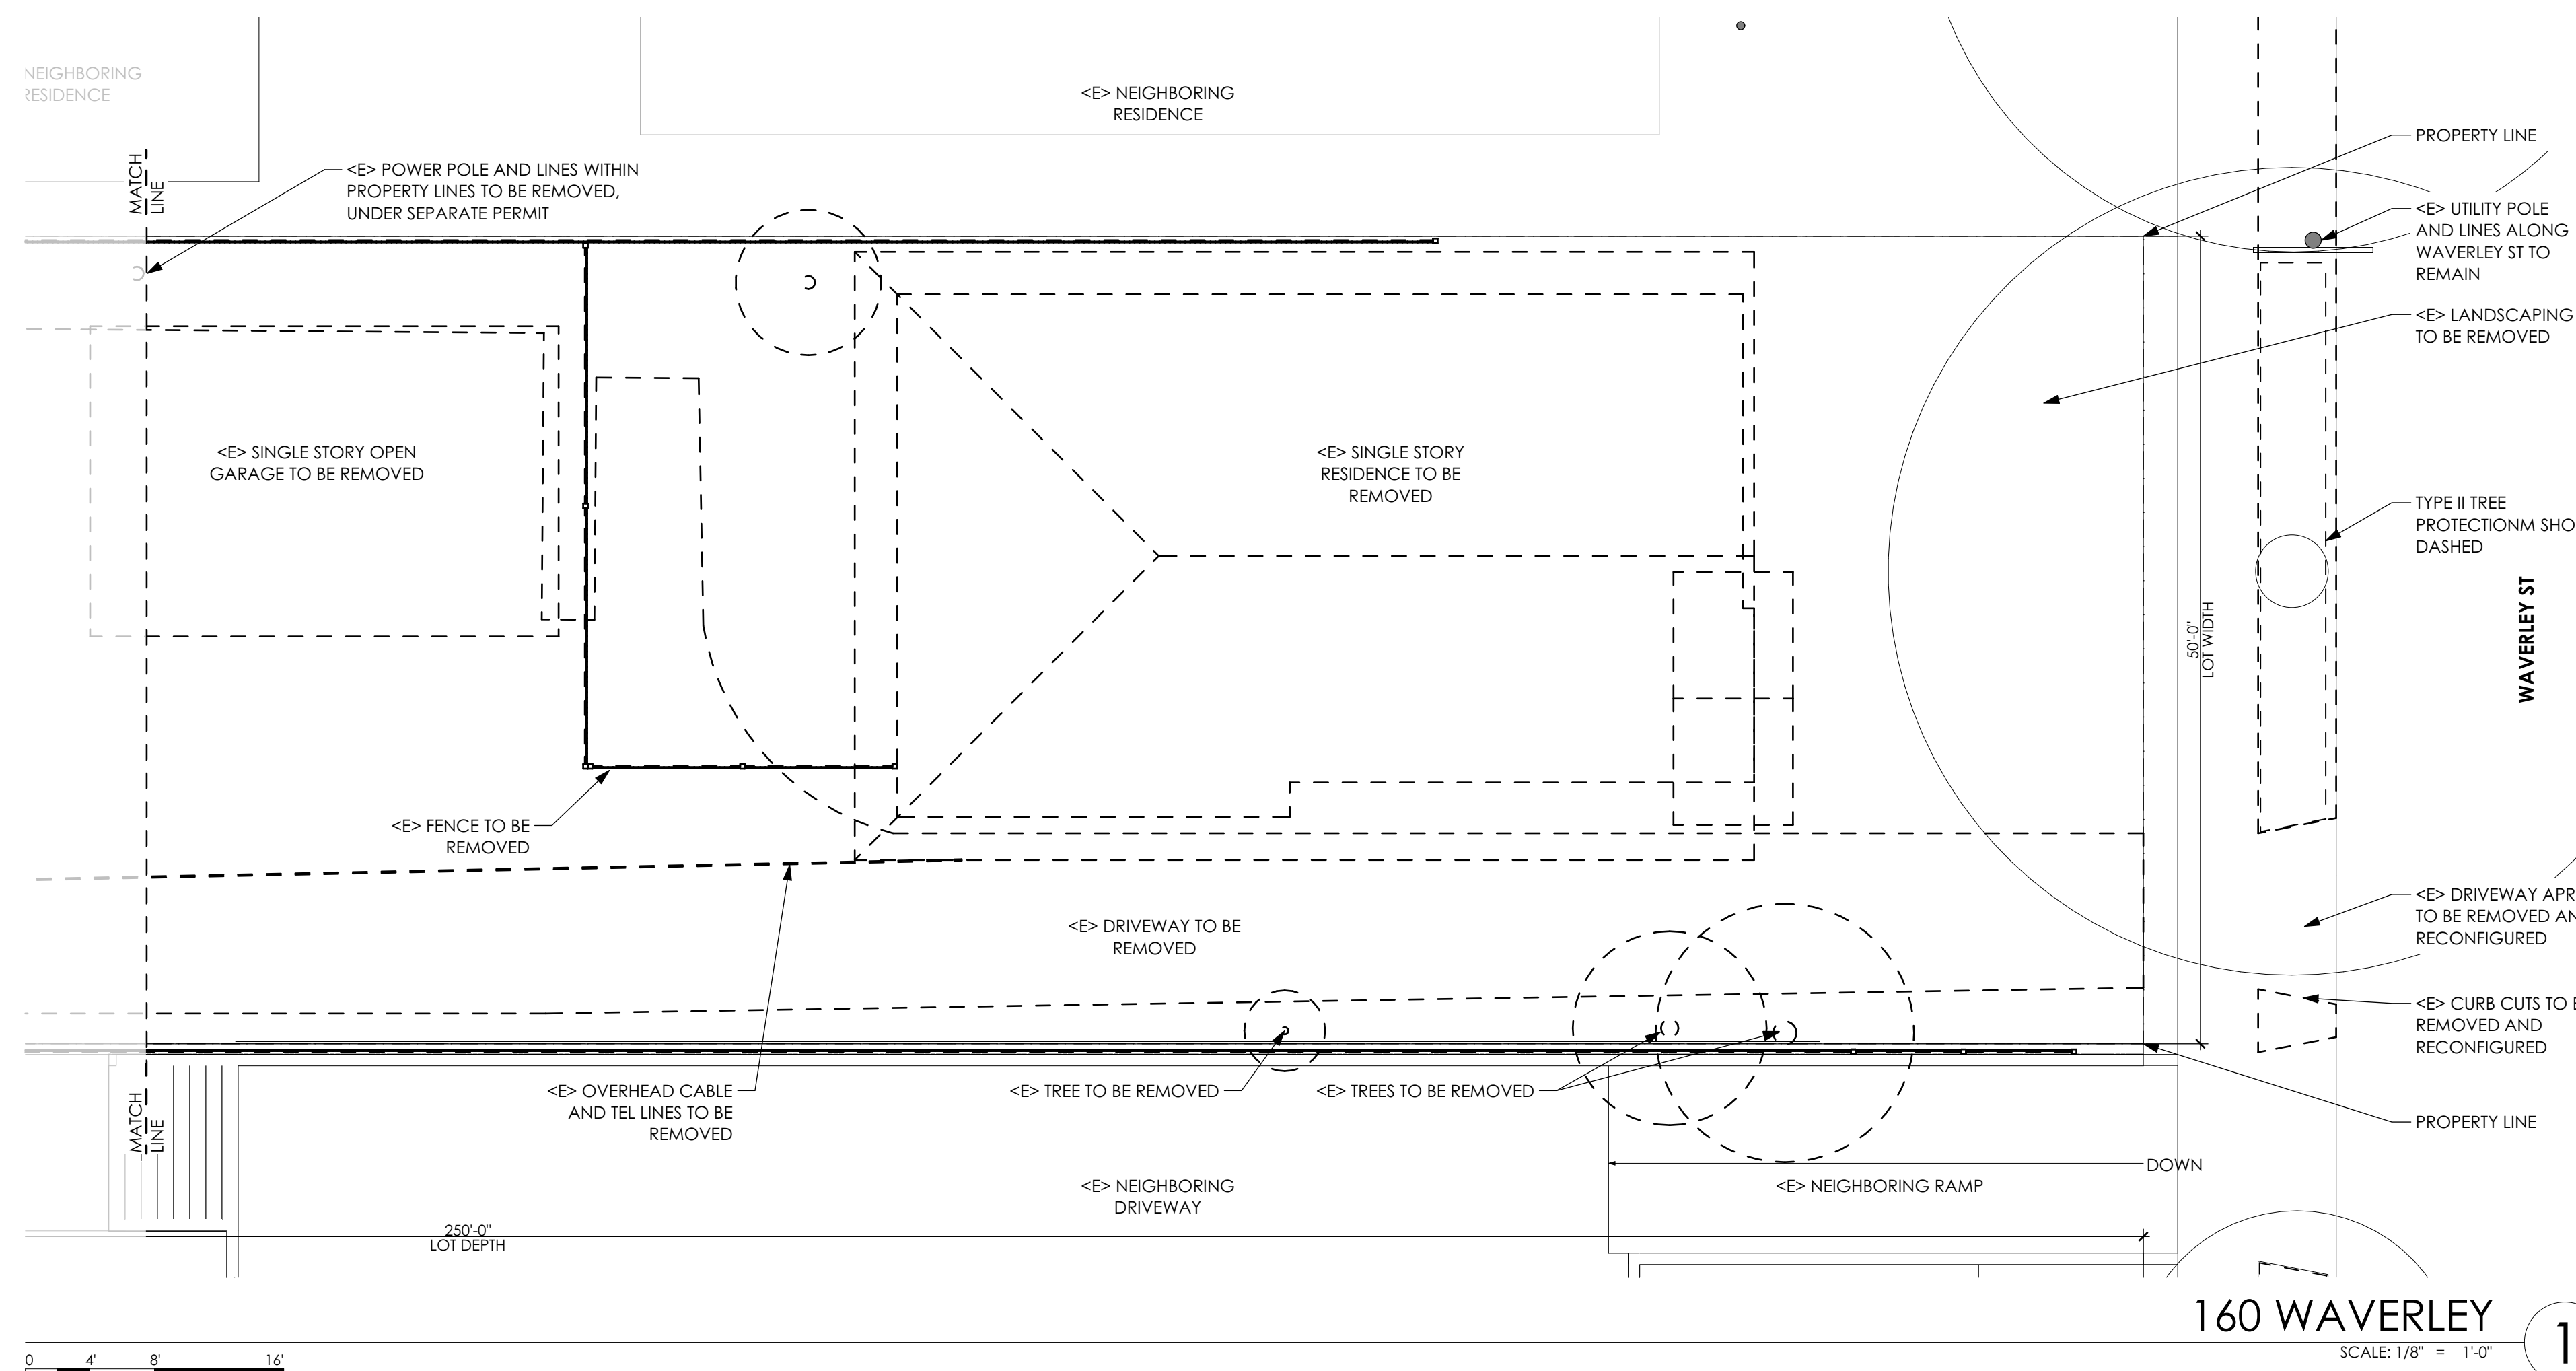 NEIGHBORING
RESIDENCE
<E> NEIGHBORING
RESIDENCE
MATCH
LINE
<E> POWER POLE AND LINES WITHIN
PROPERTY LINES TO BE REMOVED,
UNDER SEPARATE PERMIT
PROPERTY LINE
<E> UTILITY POLE
AND LINES ALONG
WAVERLEY ST TO
REMAIN
<E> LANDSCAPING
TO BE REMOVED
<E> SINGLE STORY OPEN
GARAGE TO BE REMOVED
<E> SINGLE STORY
RESIDENCE TO BE
REMOVED
TYPE II TREE
PROTECTIONM SHO
DASHED
50'-0"
LOT WIDTH
WAVERLEY ST
<E> FENCE TO BE
REMOVED
<E> DRIVEWAY TO BE
REMOVED
<E> DRIVEWAY APR
TO BE REMOVED AN
RECONFIGURED
<E> CURB CUTS TO
REMOVED AND
RECONFIGURED
<E> OVERHEAD CABLE
AND TEL LINES TO BE
REMOVED
<E> TREE TO BE REMOVED
<E> TREES TO BE REMOVED
MATCH
LINE
PROPERTY LINE
DOWN
<E> NEIGHBORING
DRIVEWAY
<E> NEIGHBORING RAMP
250'-0"
LOT DEPTH
160 WAVERLEY
1
SCALE: 1/8" = 1'-0"
0 4' 8' 16'